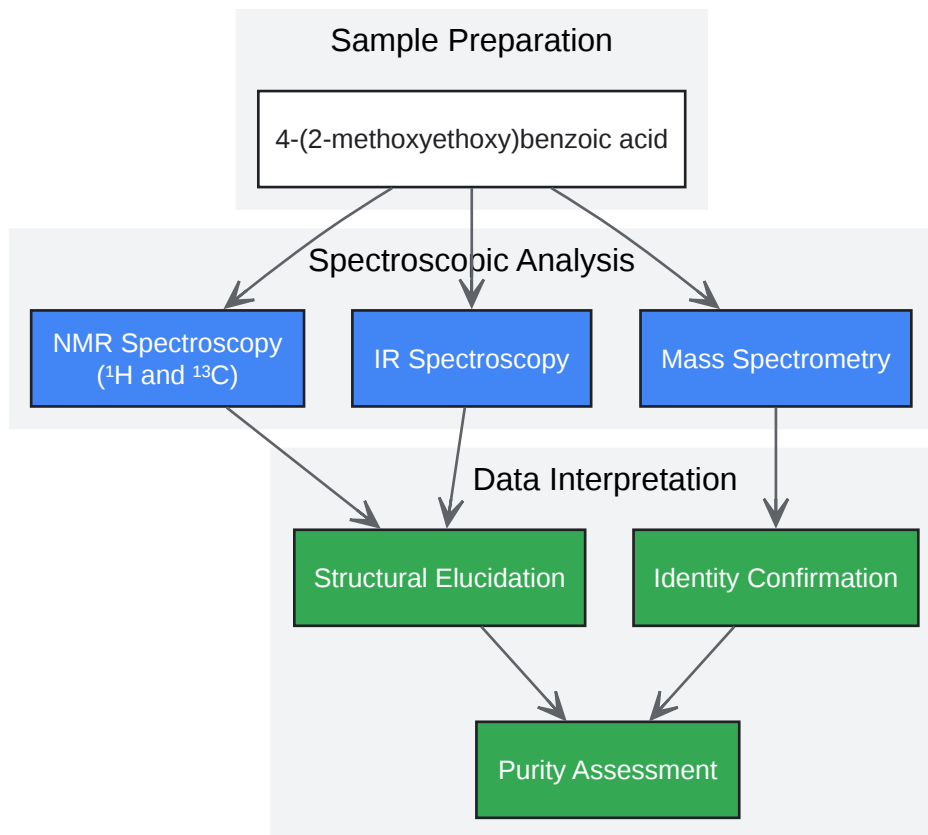 Sample Preparation
4-(2-methoxyethoxy)benzoic acid
Spectroscopic Analysis
NMR Spectroscopy
(¹H and ¹³C)
IR Spectroscopy
Mass Spectrometry
Data Interpretation
Structural Elucidation
Identity Confirmation
Purity Assessment